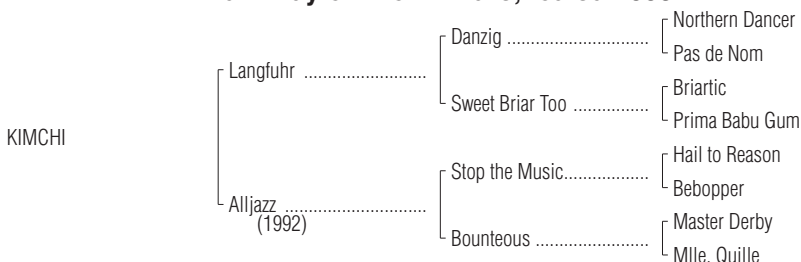 Northern Dancer
Danzig ................................
Pas de Nom
Langfuhr ............................
Briartic
Sweet Briar Too .................
Prima Babu Gum
KIMCHI
Hail to Reason
Stop the Music...................
Bebopper
Alljazz ................................
(1992)
Master Derby
Bounteous ..........................
Mlle. Quille